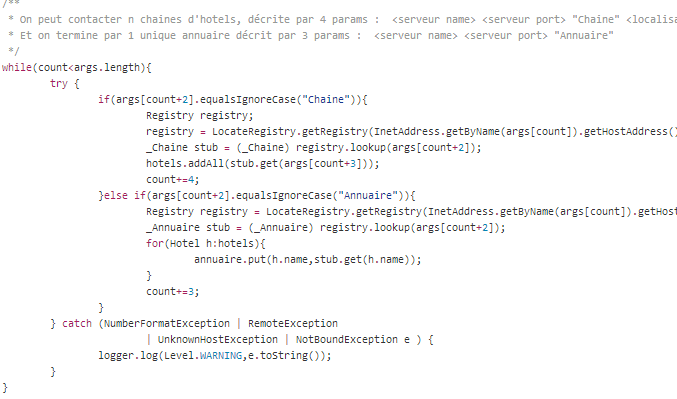 /**
* On peut contacter n chaines d'hotels, décrite par 4 params :  <serveur name> <serveur port> "Chaine" <localisa
* Et on termine par 1 unique annuaire décrit par 3 params :  <serveur name> <serveur port> "Annuaire"
*/
while(count<args.length){
try {
if(args[count+2].equalsIgnoreCase("Chaine")){
Registry registry;
registry = LocateRegistry.getRegistry(InetAddress.getByName(args[count]).getHostAddress()
_Chaine stub = (_Chaine) registry.lookup(args[count+2]);
hotels.addAll(stub.get(args[count+3]));
count+=4;
}else if(args[count+2].equalsIgnoreCase("Annuaire")){
Registry registry = LocateRegistry.getRegistry(InetAddress.getByName(args[count]).getHost
_Annuaire stub = (_Annuaire) registry.lookup(args[count+2]);
for(Hotel h:hotels){
annuaire.put(h.name,stub.get(h.name));
}
count+=3;
}
} catch (NumberFormatException | RemoteException
| UnknownHostException | NotBoundException e ) {
logger.log(Level.WARNING,e.toString());
}
}